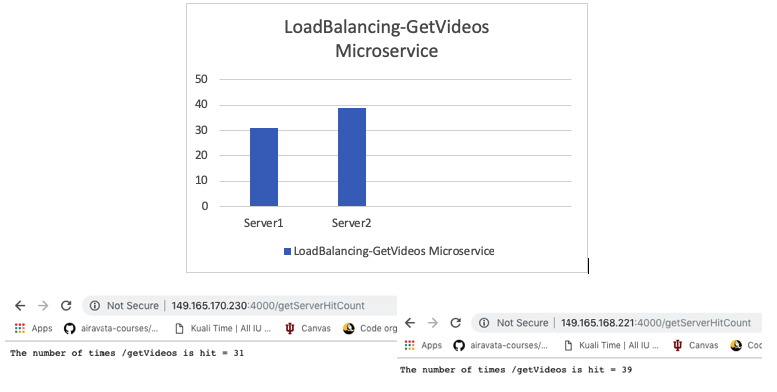 LoadBalancing-GetVideos
Microservice
50
40
30
20
10
0
Server1 Server2
LoadBalancing-GetVideos Microservice
Not Secure | 149.165.170.230:4000/getServerHitCount
Apps airavata-courses/... Kuali Time | All IU ... Canvas Code org
The number of times /getVideos is hit = 31
Not Secure | 149.165.168.221:4000/getServerHitCount
Apps airavata-courses/... Kuali Time | All IU ... Canvas Co
The number of times /getVideos is hit = 39